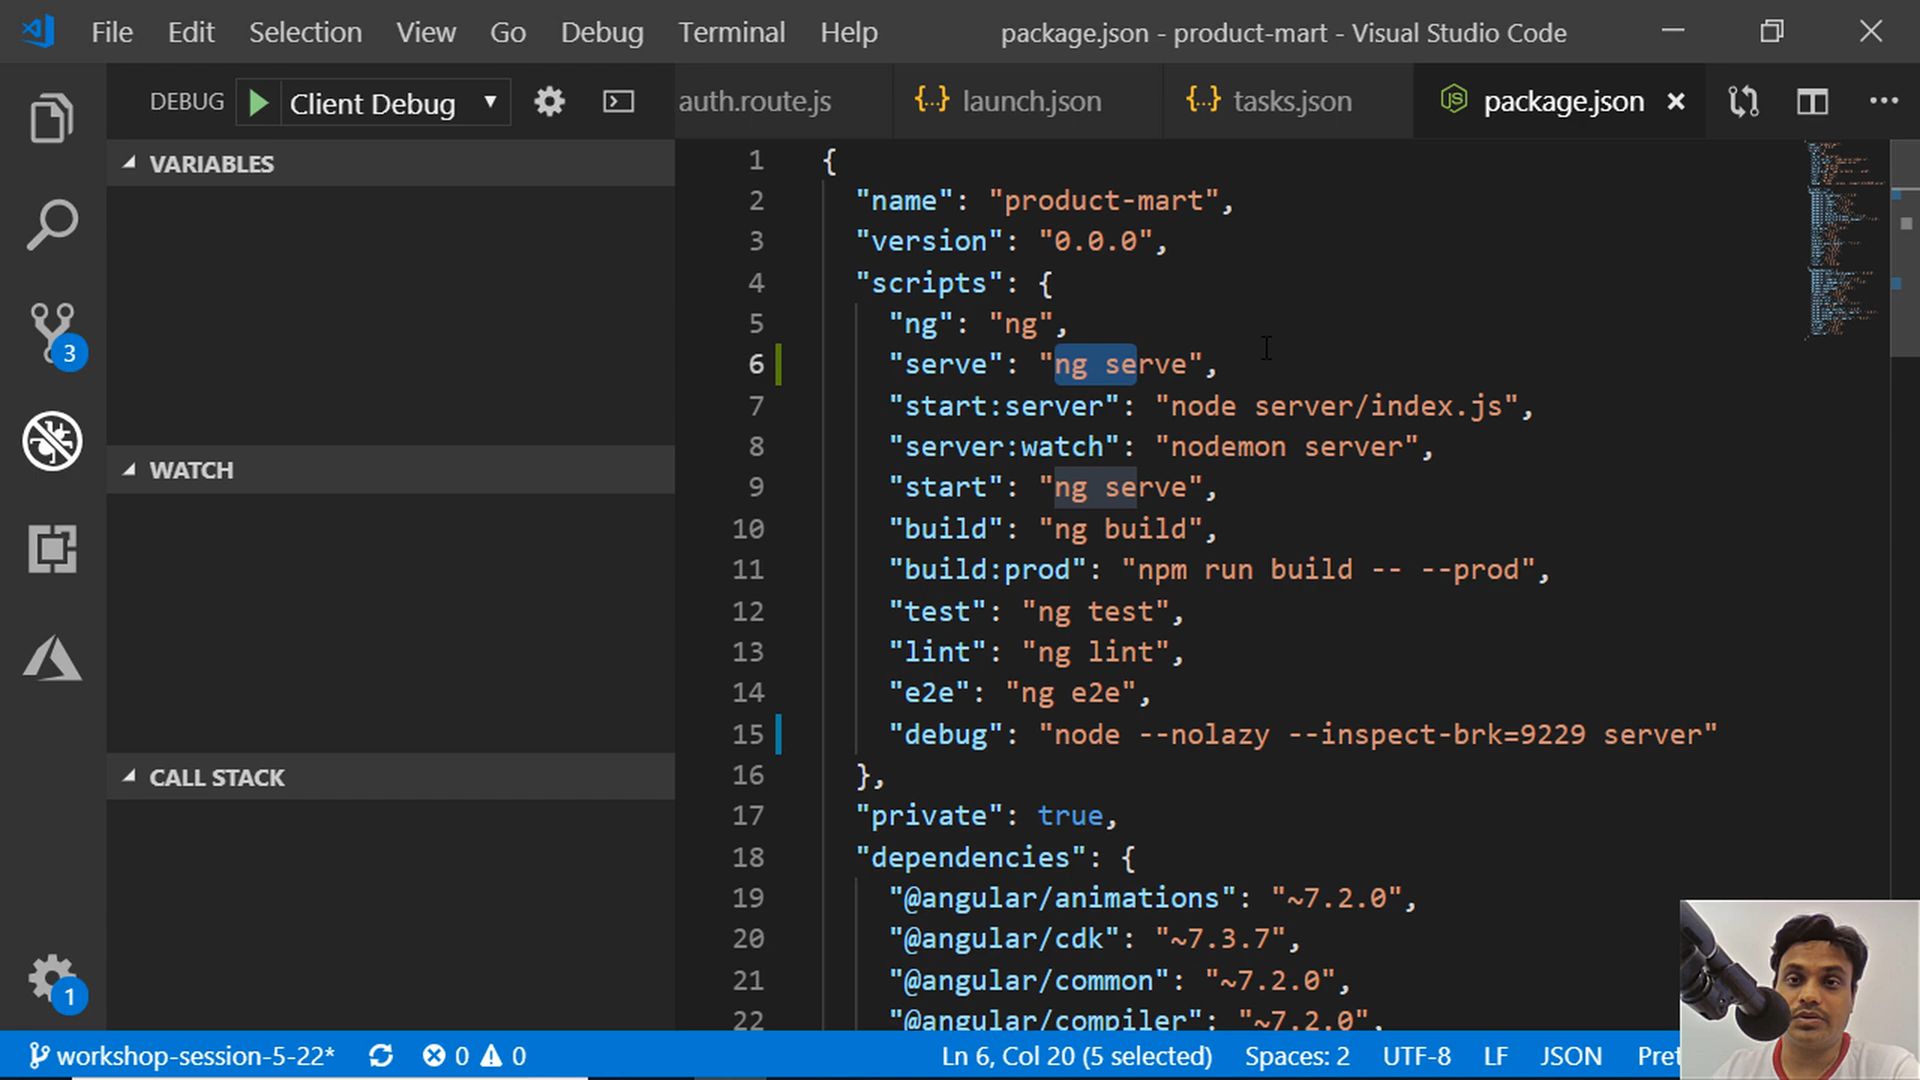 File Edit Selection View Go Debug Terminal Help package.json - product-mart - Visual Studio Code
DEBUG Client Debug auth.route.js {..} launch.json {..} tasks.json package.json
VARIABLES
WATCH
CALL STACK
3
1
1 {
2 "name": "product-mart",
3 "version": "0.0.0",
4 "scripts": {
5 "ng": "ng",
6 "serve": "ng serve",
7 "start:server": "node server/index.js",
8 "server:watch": "nodemon server",
9 "start": "ng serve",
10 "build": "ng build",
11 "build:prod": "npm run build -- --prod",
12 "test": "ng test",
13 "lint": "ng lint",
14 "e2e": "ng e2e",
15 "debug": "node --nolazy --inspect-brk=9229 server"
16 },
17 "private": true,
18 "dependencies": {
19 "@angular/animations": "~7.2.0",
20 "@angular/cdk": "~7.3.7",
21 "@angular/common": "~7.2.0",
22 "@angular/compiler": "~7.2.0",
workshop-session-5-22* 0 0 Ln 6, Col 20 (5 selected) Spaces: 2 UTF-8 LF JSON Pret